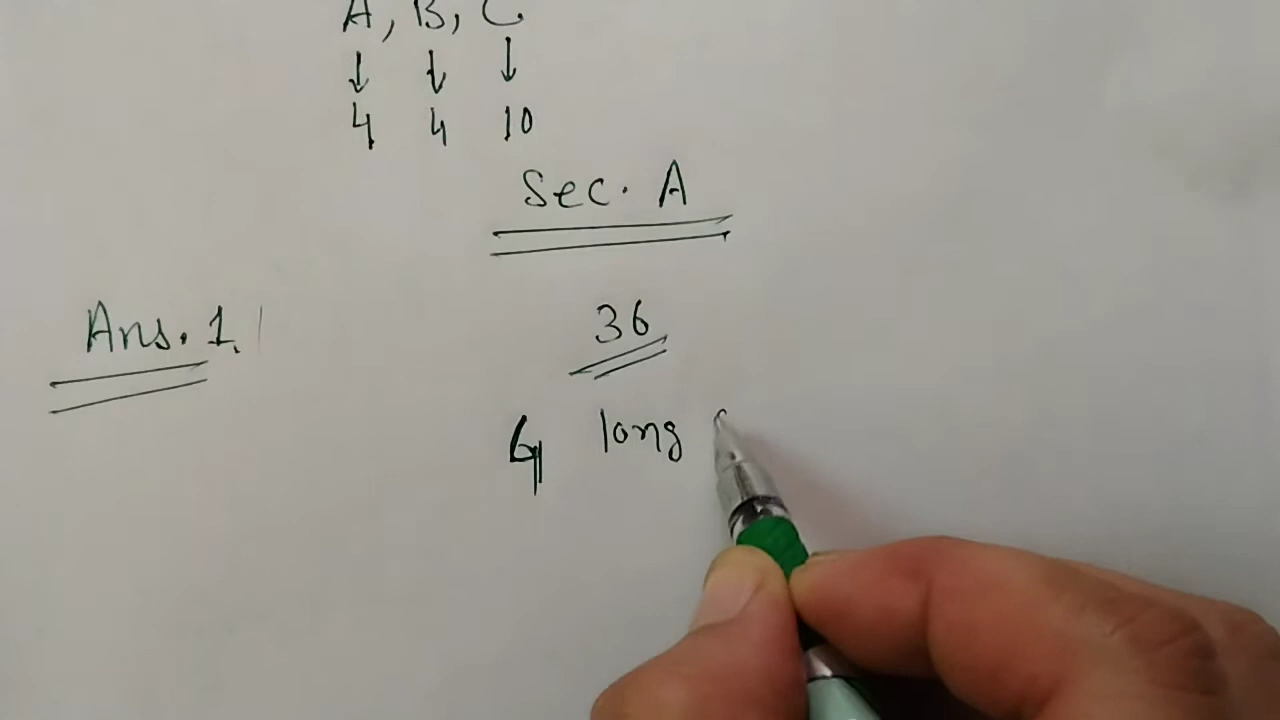 A, B, C
↓ ↓ ↓
4 4 10
Sec. A
Ans. 1.
36
4 long